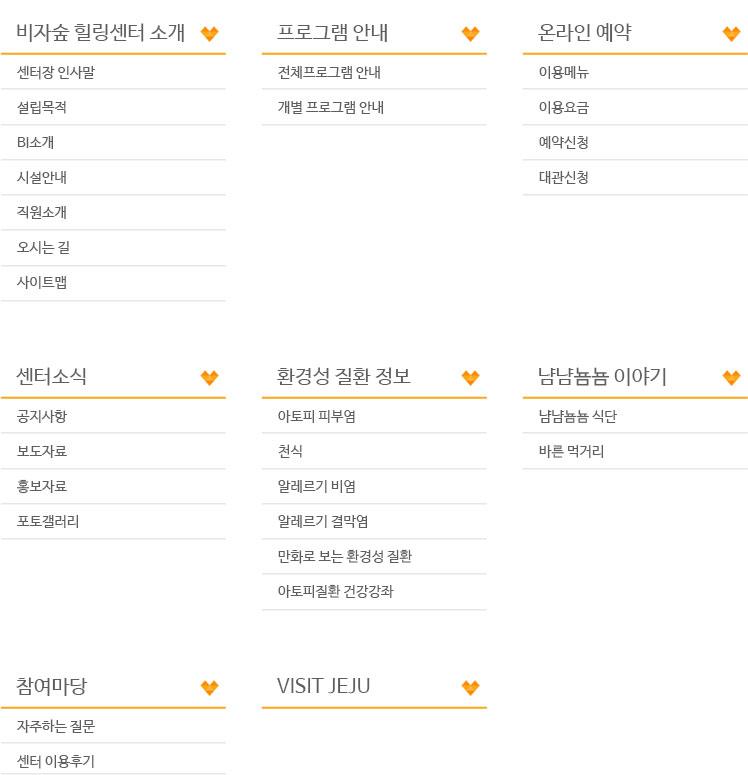 비자숲 힐링센터 소개
센터장 인사말
설립목적
BI소개
시설안내
직원소개
오시는 길
사이트맵
프로그램 안내
전체프로그램 안내
개별 프로그램 안내
온라인 예약
이용메뉴
이용요금
예약신청
대관신청
센터소식
공지사항
보도자료
홍보자료
포토갤러리
환경성 질환 정보
아토피 피부염
천식
알레르기 비염
알레르기 결막염
만화로 보는 환경성 질환
아토피질환 건강강좌
냠냠뇸뇸 이야기
냠냠뇸뇸 식단
바른 먹거리
참여마당
자주하는 질문
센터 이용후기
VISIT JEJU